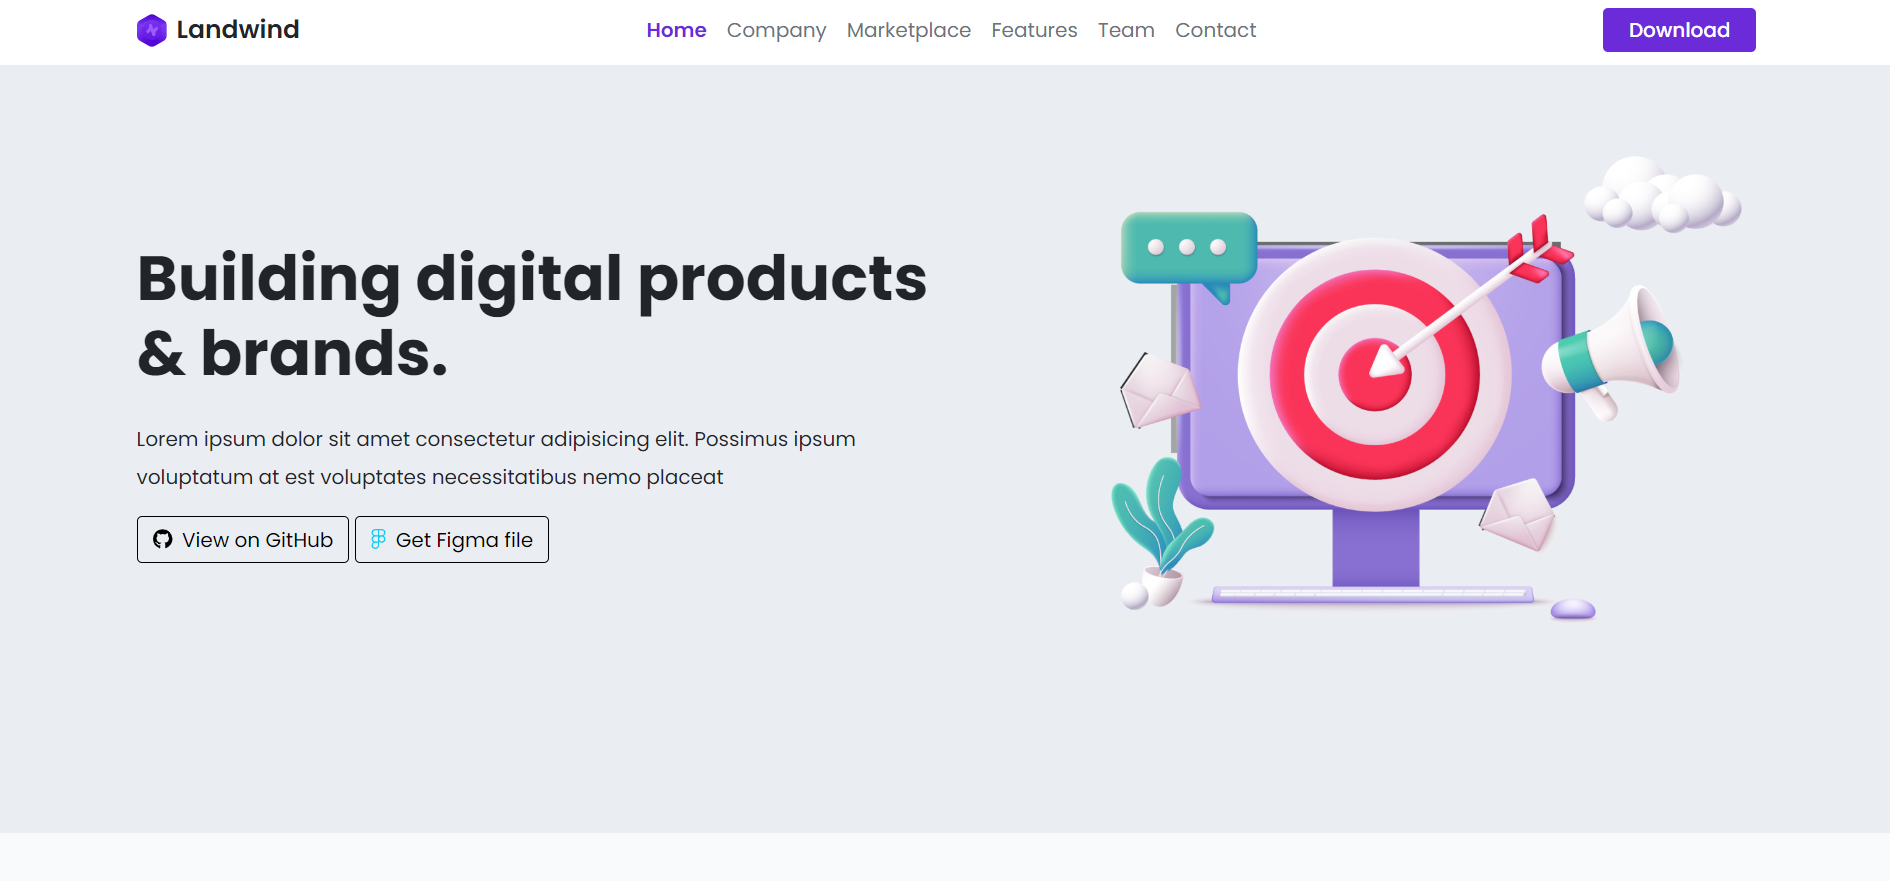 Landwind
Home Company Marketplace Features Team Contact
Download
Building digital products
& brands.
Lorem ipsum dolor sit amet consectetur adipisicing elit. Possimus ipsum
voluptatum at est voluptates necessitatibus nemo placeat
View on GitHub
Get Figma file